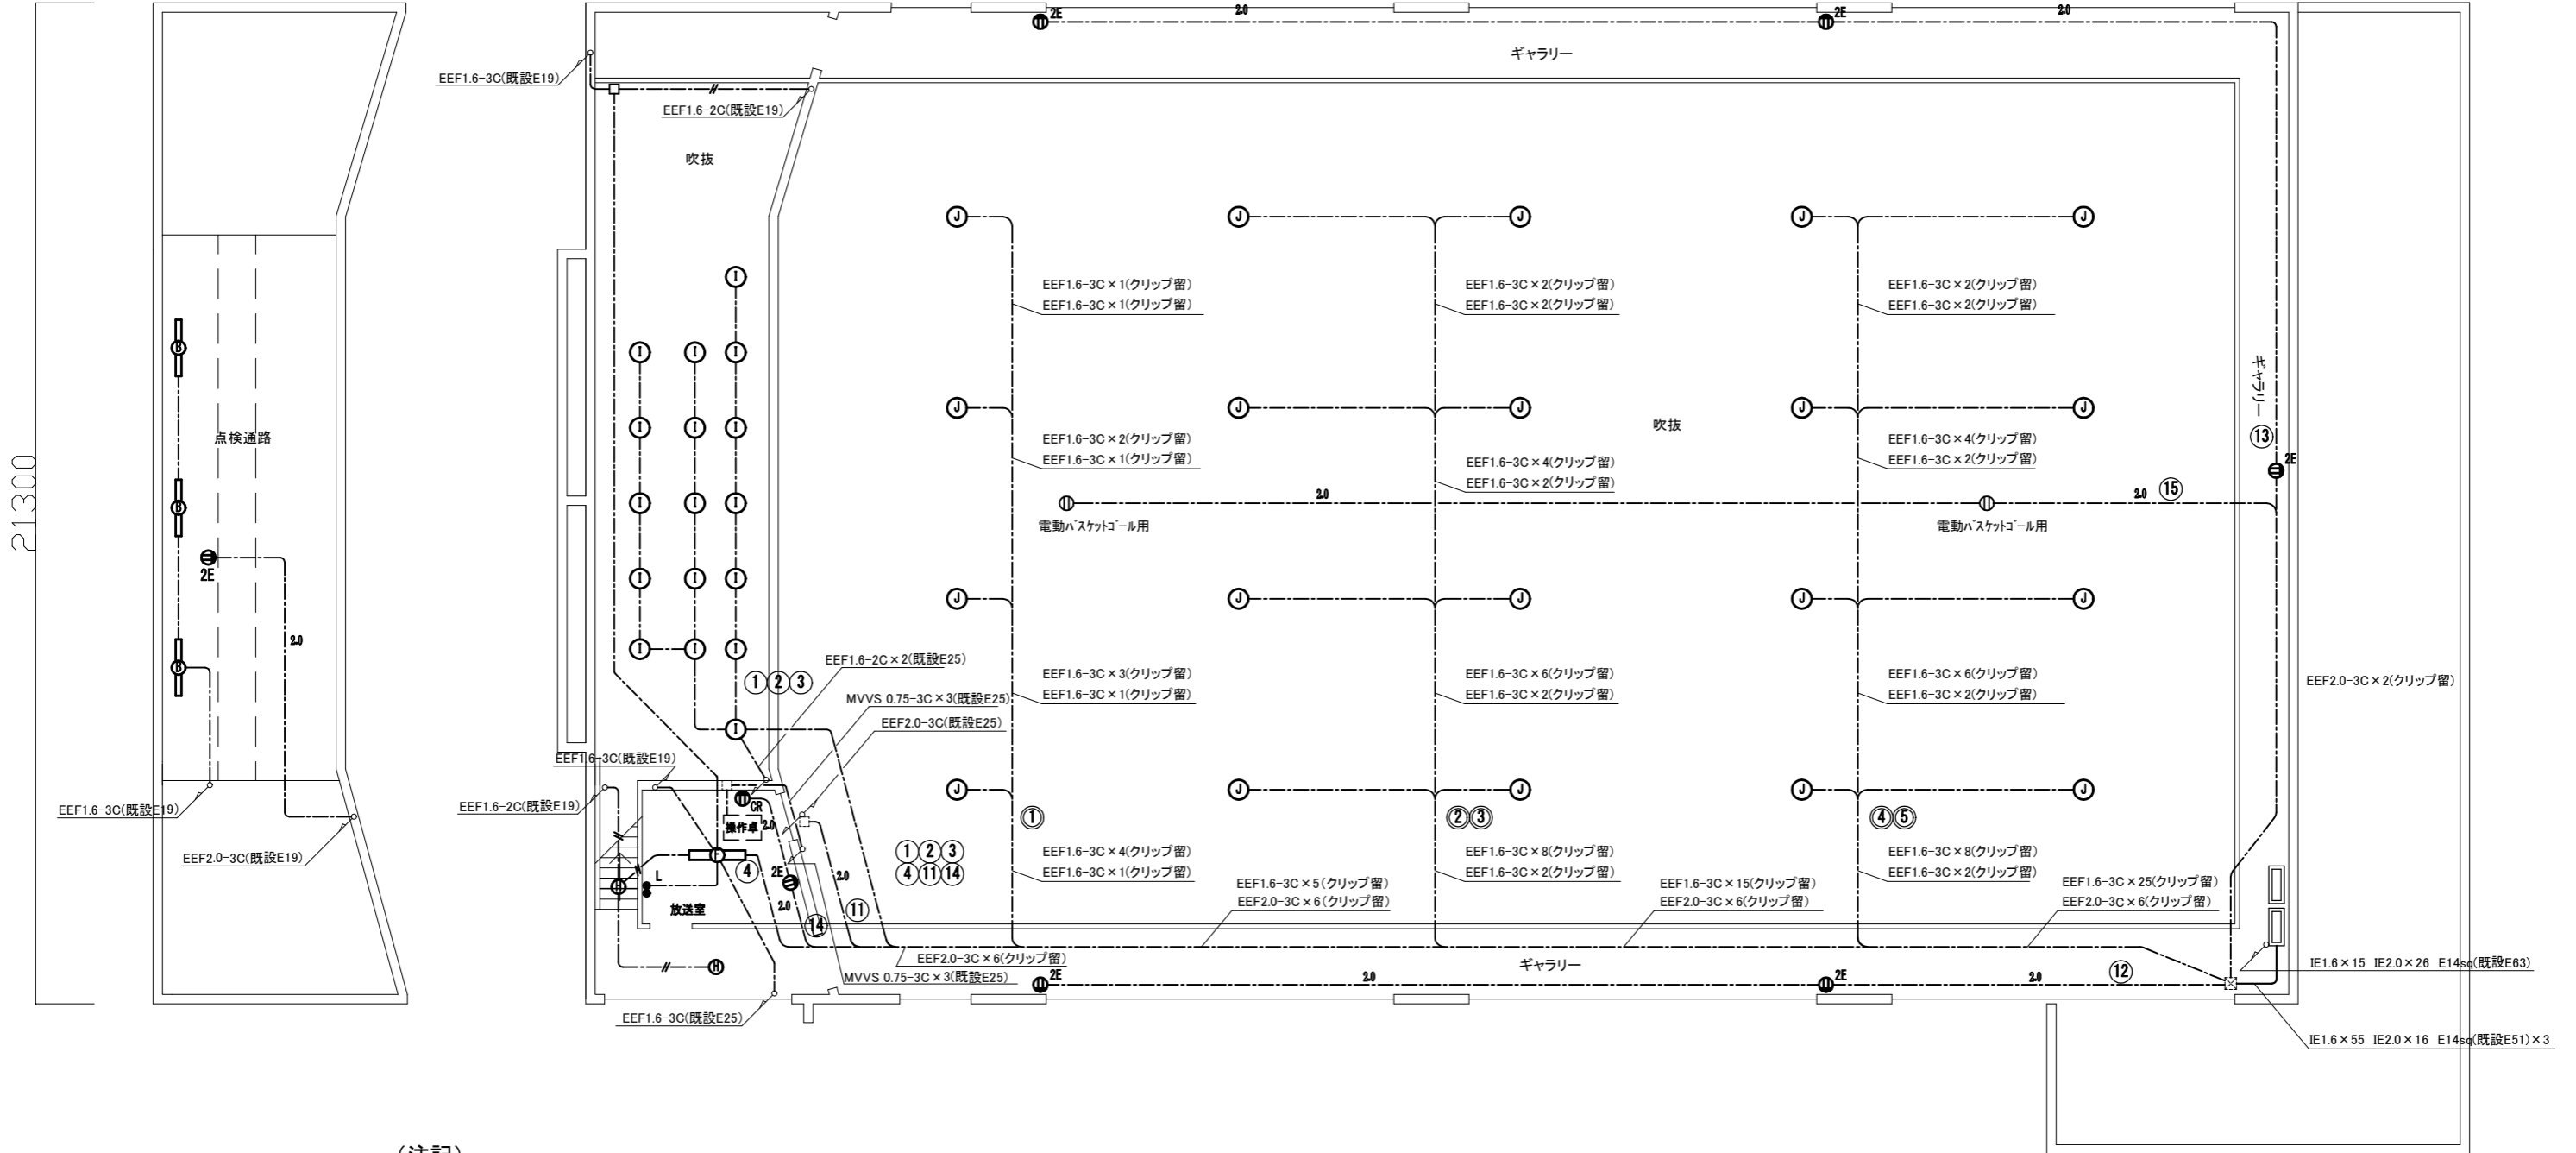 2E
2.0
2E
2.0
ギャラリー
EEF1.6-3C(既設E19)
EEF1.6-2C(既設E19)
吹抜
J
J
J
J
J
I
EEF1.6-3C×1(クリップ留)
EEF1.6-3C×1(クリップ留)
EEF1.6-3C×2(クリップ留)
EEF1.6-3C×2(クリップ留)
EEF1.6-3C×2(クリップ留)
EEF1.6-3C×2(クリップ留)
B
I
I
I
ギャラリー
J
J
J
J
J
I
I
I
吹抜
点検通路
13
EEF1.6-3C×2(クリップ留)
EEF1.6-3C×1(クリップ留)
EEF1.6-3C×4(クリップ留)
EEF1.6-3C×2(クリップ留)
EEF1.6-3C×4(クリップ留)
EEF1.6-3C×2(クリップ留)
2E
21300
B
I
I
I
2.0
2.0
15
電動バスケットゴール用
電動バスケットゴール用
2E
I
I
I
J
J
J
J
J
2.0
I
I
I
B
EEF1.6-2C×2(既設E25)
1 2 3
MVVS 0.75-3C×3(既設E25)
EEF2.0-3C(既設E25)
I
EEF1.6-3C×3(クリップ留)
EEF1.6-3C×1(クリップ留)
EEF1.6-3C×6(クリップ留)
EEF1.6-3C×2(クリップ留)
EEF1.6-3C×6(クリップ留)
EEF1.6-3C×2(クリップ留)
EEF2.0-3C×2(クリップ留)
EEF1.6-3C(既設E19)
J
J
J
J
J
EEF1.6-3C(既設E19)
EEF1.6-2C(既設E19)
CR
操作卓
2.0
1
2 3
4 5
EEF2.0-3C(既設E19)
F
4
1 2 3
4 11 14
EEF1.6-3C×4(クリップ留)
EEF1.6-3C×1(クリップ留)
EEF1.6-3C×8(クリップ留)
EEF1.6-3C×2(クリップ留)
EEF1.6-3C×8(クリップ留)
EEF1.6-3C×2(クリップ留)
H
L
2E
2.0
放送室
2.0
14
11
EEF1.6-3C×5(クリップ留)
EEF2.0-3C×6(クリップ留)
EEF1.6-3C×15(クリップ留)
EEF2.0-3C×6(クリップ留)
EEF1.6-3C×25(クリップ留)
EEF2.0-3C×6(クリップ留)
H
EEF2.0-3C×6(クリップ留)
MVVS 0.75-3C×3(既設E25)
2E
2.0
ギャラリー
2E
2.0
12
IE1.6×15 IE2.0×26 E14sq(既設E63)
EEF1.6-3C(既設E25)
IE1.6×55 IE2.0×16 E14sq(既設E51)×3
(注記)